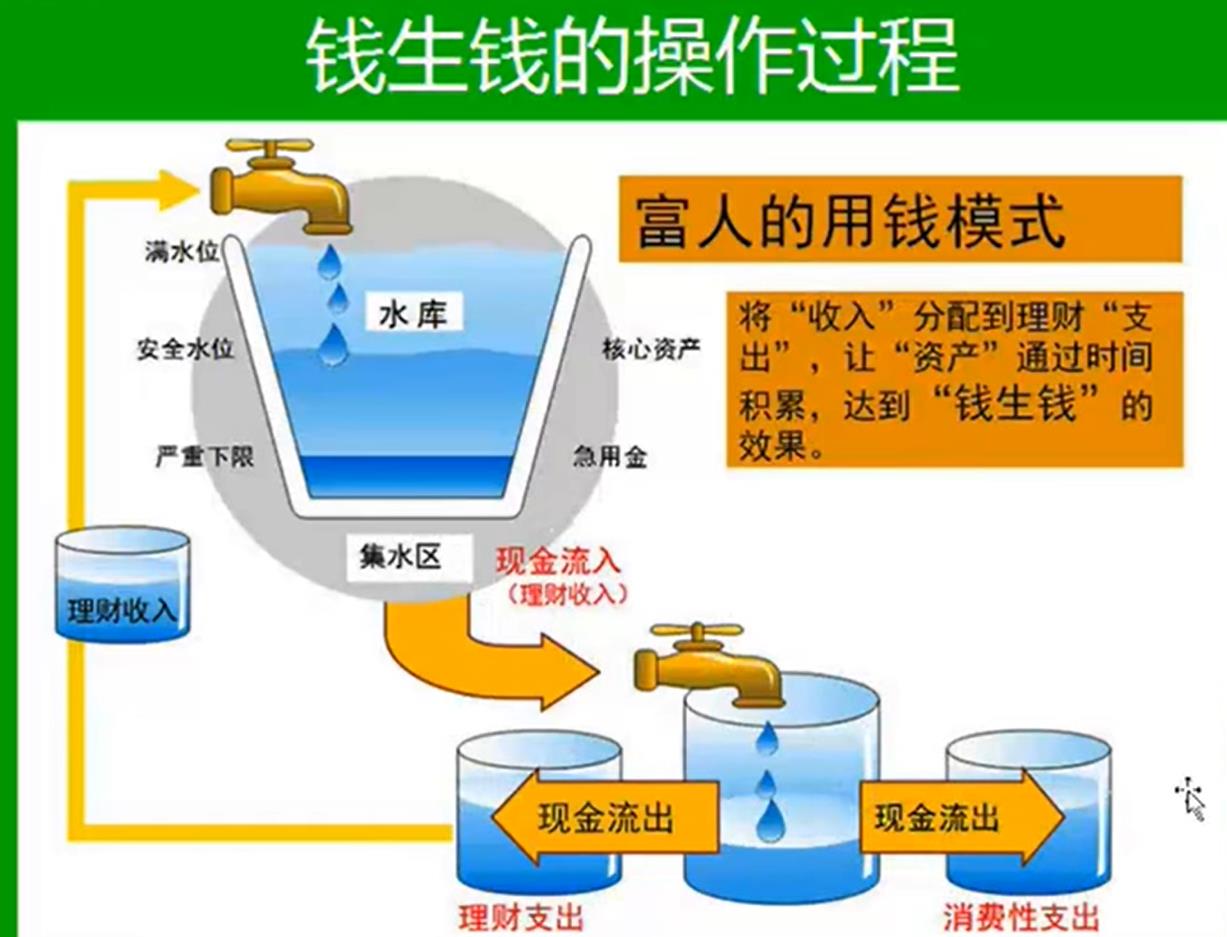 钱生钱的操作过程
富人的用钱模式
将“收入”分配到理财“支
出”，让“资产”通过时间
积累，达到“钱生钱”的
效果。
满水位
水库
安全水位
核心资产
严重下限
急用金
集水区
现金流入
（理财收入）
理财收入
现金流出
现金流出
理财支出
消费性支出